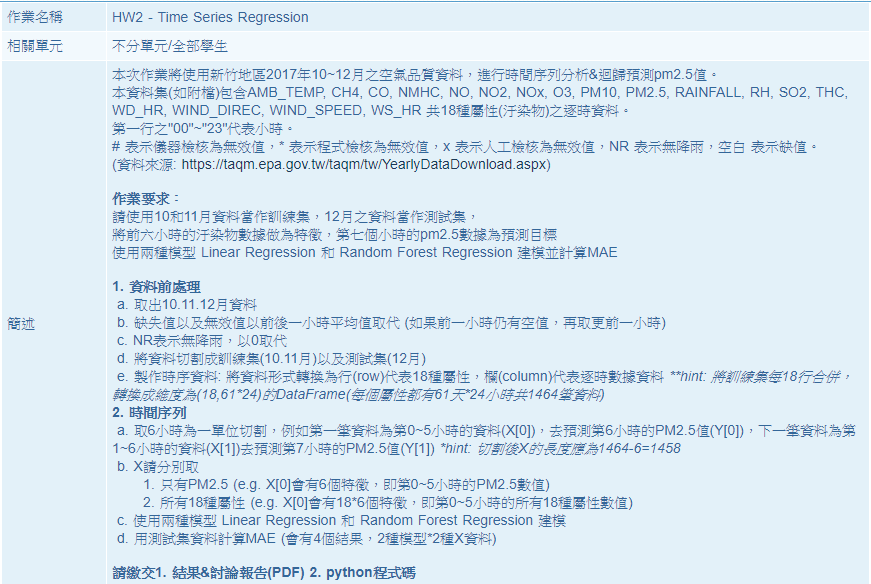 作業名稱 HW2 - Time Series Regression
相關單元 不分單元/全部學生
簡述
本次作業將使用新竹地區2017年10~12月之空氣品質資料，進行時間序列分析&迴歸預測pm2.5值。
本資料集(如附檔)包含AMB_TEMP, CH4, CO, NMHC, NO, NO2, NOx, O3, PM10, PM2.5, RAINFALL, RH, SO2, THC,
WD_HR, WIND_DIREC, WIND_SPEED, WS_HR 共18種屬性(汙染物)之逐時資料。
第一行之"00"~"23"代表小時。
# 表示儀器檢核為無效值，* 表示程式檢核為無效值，x 表示人工檢核為無效值，NR 表示無降雨，空白 表示缺值。
(資料來源: https://taqm.epa.gov.tw/taqm/tw/YearlyDataDownload.aspx)
作業要求：
請使用10和11月資料當作訓練集，12月之資料當作測試集，
將前六小時的汙染物數據做為特徵，第七個小時的pm2.5數據為預測目標
使用兩種模型 Linear Regression 和 Random Forest Regression 建模並計算MAE
1. 資料前處理
a. 取出10.11.12月資料
b. 缺失值以及無效值以前後一小時平均值取代 (如果前一小時仍有空值，再取更前一小時)
c. NR表示無降雨，以0取代
d. 將資料切割成訓練集(10.11月)以及測試集(12月)
e. 製作時序資料: 將資料形式轉換為行(row)代表18種屬性，欄(column)代表逐時數據資料 **hint: 將訓練集每18行合併，
轉換成維度為(18,61*24)的DataFrame(每個屬性都有61天*24小時共1464筆資料)
2. 時間序列
a. 取6小時為一單位切割，例如第一筆資料為第0~5小時的資料(X[0])，去預測第6小時的PM2.5值(Y[0])，下一筆資料為第
1~6小時的資料(X[1])去預測第7小時的PM2.5值(Y[1]) *hint: 切割後X的長度應為1464-6=1458
b. X請分別取
1. 只有PM2.5 (e.g. X[0]會有6個特徵，即第0~5小時的PM2.5數值)
2. 所有18種屬性 (e.g. X[0]會有18*6個特徵，即第0~5小時的所有18種屬性數值)
c. 使用兩種模型 Linear Regression 和 Random Forest Regression 建模
d. 用測試集資料計算MAE (會有4個結果，2種模型*2種X資料)
請繳交1. 結果&討論報告(PDF) 2. python程式碼